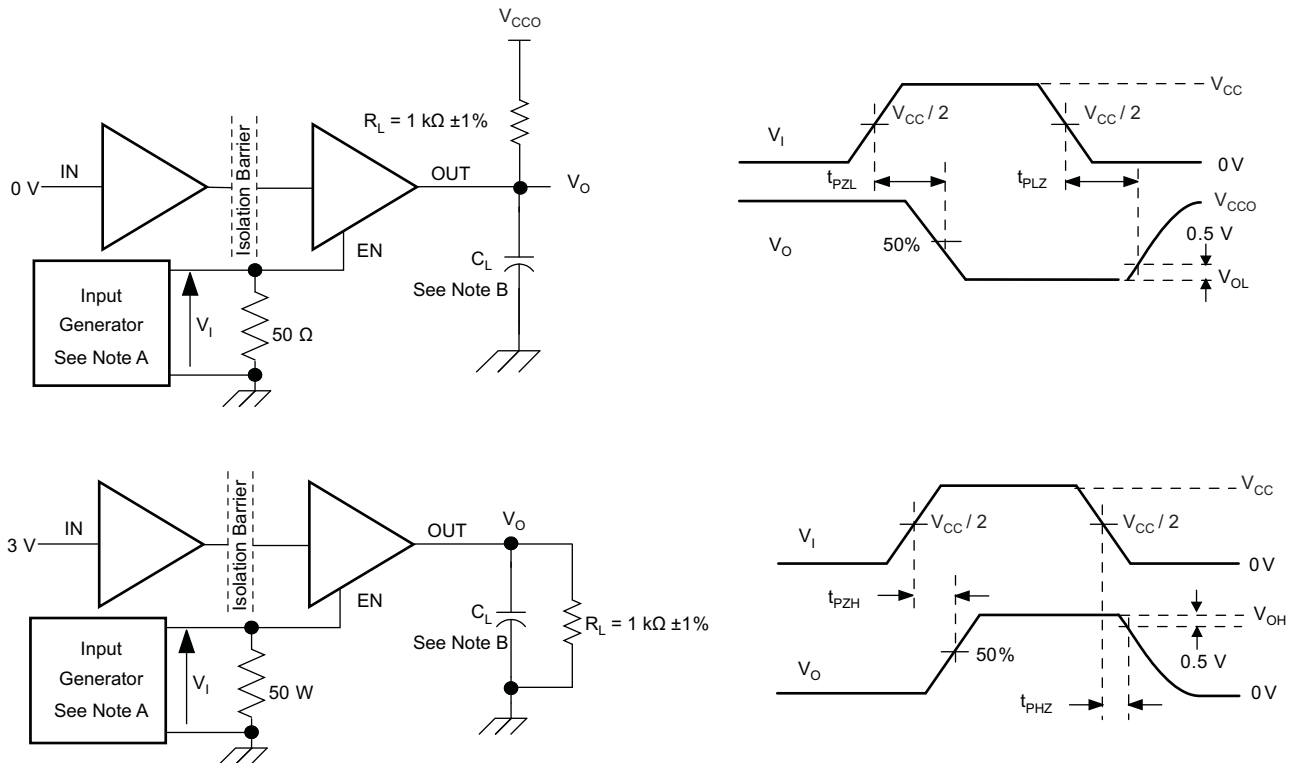 V_CCO
R_L = 1 kΩ ±1%
Isolation Barrier
0 V
IN
OUT
V_O
EN
C_L
See Note B
Input
Generator
See Note A
V_I
50 Ω
V_I
V_CC / 2
V_CC / 2
V_CC
0 V
t_PZL
t_PLZ
V_O
50%
V_CCO
0.5 V
V_OL
3 V
IN
Isolation Barrier
OUT
V_O
EN
C_L
See Note B
R_L = 1 kΩ ±1%
Input
Generator
See Note A
V_I
50 W
V_I
V_CC / 2
V_CC / 2
V_CC
0 V
t_PZH
V_O
50%
t_PHZ
V_OH
0.5 V
0 V